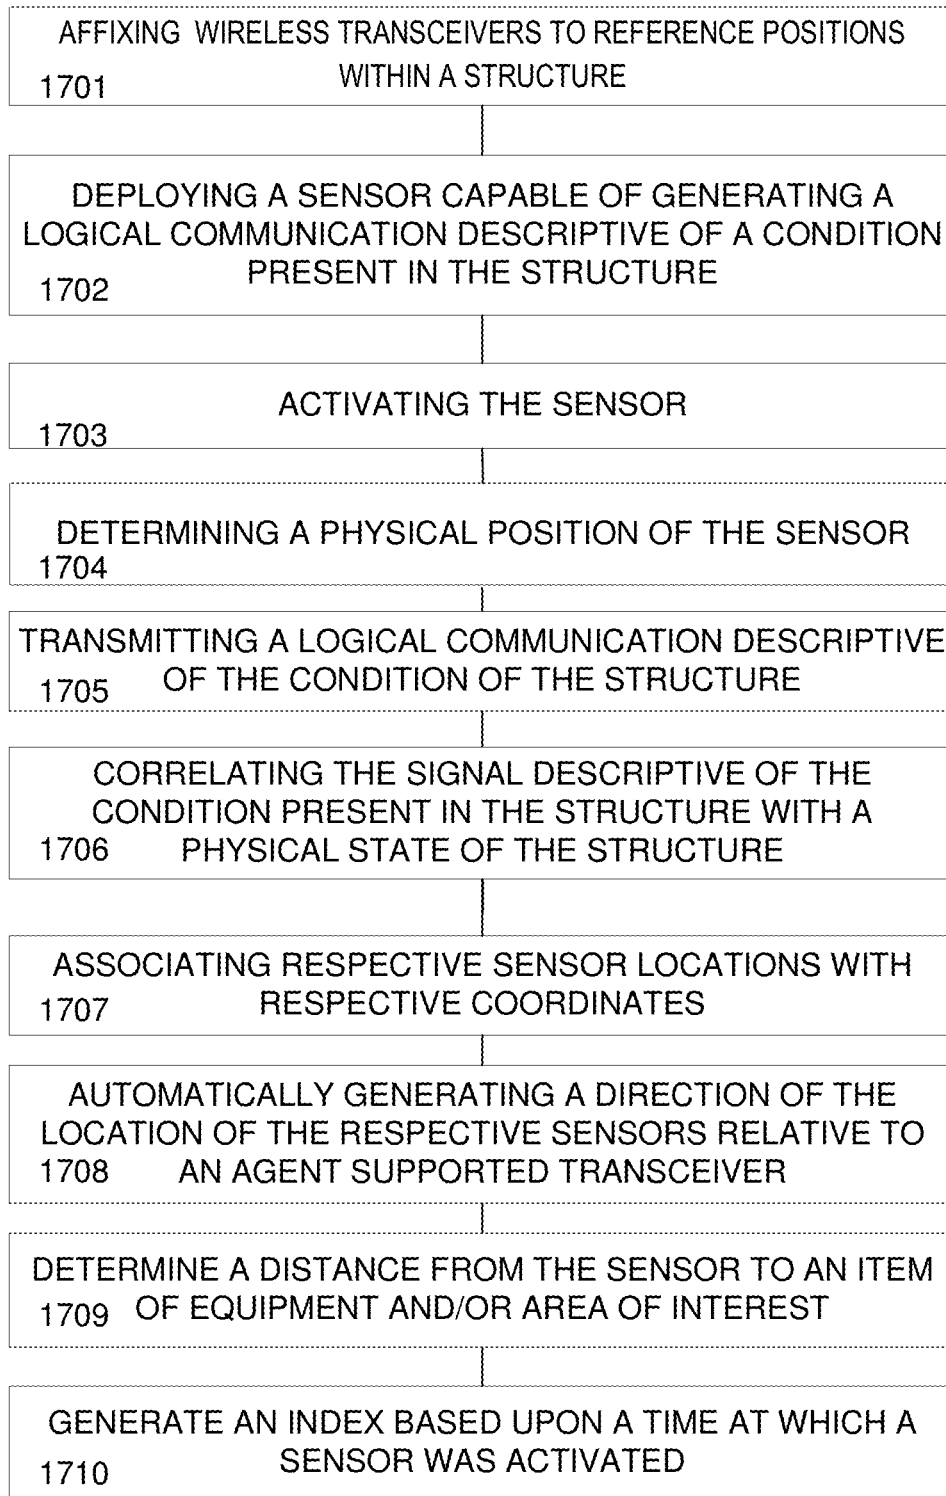 AFFIXING WIRELESS TRANSCEIVERS TO REFERENCE POSITIONS
WITHIN A STRUCTURE
1701
DEPLOYING A SENSOR CAPABLE OF GENERATING A
LOGICAL COMMUNICATION DESCRIPTIVE OF A CONDITION
PRESENT IN THE STRUCTURE
1702
ACTIVATING THE SENSOR
1703
DETERMINING A PHYSICAL POSITION OF THE SENSOR
1704
TRANSMITTING A LOGICAL COMMUNICATION DESCRIPTIVE
1705 OF THE CONDITION OF THE STRUCTURE
CORRELATING THE SIGNAL DESCRIPTIVE OF THE
CONDITION PRESENT IN THE STRUCTURE WITH A
1706 PHYSICAL STATE OF THE STRUCTURE
ASSOCIATING RESPECTIVE SENSOR LOCATIONS WITH
1707 RESPECTIVE COORDINATES
AUTOMATICALLY GENERATING A DIRECTION OF THE
LOCATION OF THE RESPECTIVE SENSORS RELATIVE TO
1708 AN AGENT SUPPORTED TRANSCEIVER
DETERMINE A DISTANCE FROM THE SENSOR TO AN ITEM
1709 OF EQUIPMENT AND/OR AREA OF INTEREST
GENERATE AN INDEX BASED UPON A TIME AT WHICH A
1710 SENSOR WAS ACTIVATED